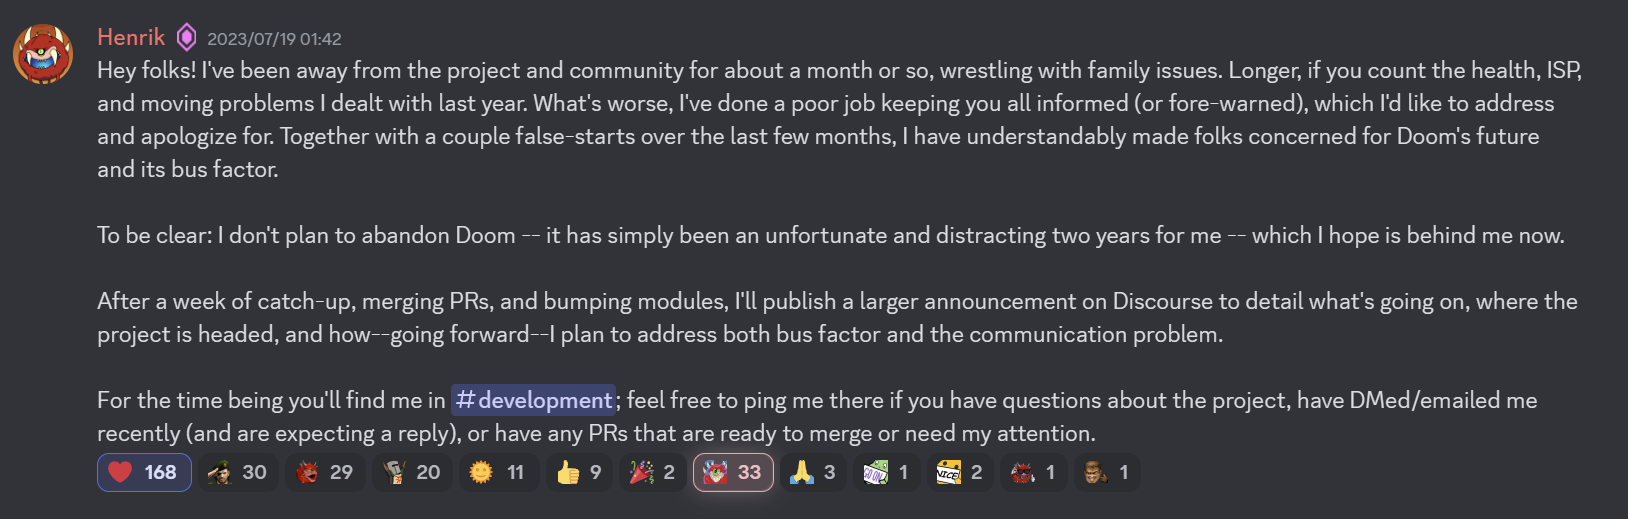 Henrik 2023/07/19 01:42
Hey folks! I've been away from the project and community for about a month or so, wrestling with family issues. Longer, if you count the health, ISP,
and moving problems I dealt with last year. What's worse, I've done a poor job keeping you all informed (or fore-warned), which I'd like to address
and apologize for. Together with a couple false-starts over the last few months, I have understandably made folks concerned for Doom's future
and its bus factor.
To be clear: I don't plan to abandon Doom -- it has simply been an unfortunate and distracting two years for me -- which I hope is behind me now.
After a week of catch-up, merging PRs, and bumping modules, I'll publish a larger announcement on Discourse to detail what's going on, where the
project is headed, and how--going forward--I plan to address both bus factor and the communication problem.
For the time being you'll find me in #development; feel free to ping me there if you have questions about the project, have DMed/emailed me
recently (and are expecting a reply), or have any PRs that are ready to merge or need my attention.
168 30 29 20 11 9 2 33 3 GO ON 1 VICE 2 1 1